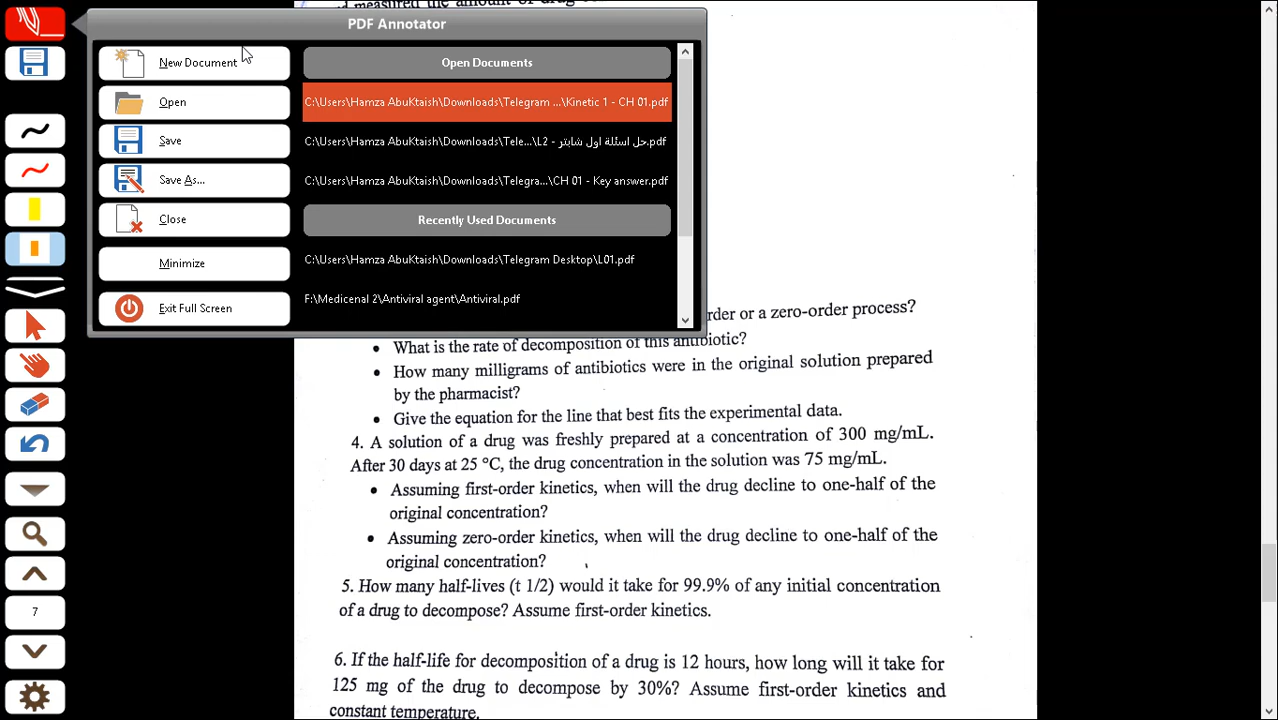 and measured the amount of drug
PDF Annotator
New Document
Open
Save
Save As...
Close
Minimize
Exit Full Screen
Open Documents
C:\Users\Hamza AbuKtaish\Downloads\Telegram ...\Kinetic 1 - CH 01.pdf
C:\Users\Hamza AbuKtaish\Downloads\Tele...\L2 - حل اسئلة اول شابتر.pdf
C:\Users\Hamza AbuKtaish\Downloads\Telegra...\CH 01 - Key answer.pdf
Recently Used Documents
C:\Users\Hamza AbuKtaish\Downloads\Telegram Desktop\L01.pdf
F:\Medicenal 2\Antiviral agent\Antiviral.pdf
7
rder or a zero-order process?
• What is the rate of decomposition of this antibiotic?
• How many milligrams of antibiotics were in the original solution prepared
by the pharmacist?
• Give the equation for the line that best fits the experimental data.
4. A solution of a drug was freshly prepared at a concentration of 300 mg/mL.
After 30 days at 25 °C, the drug concentration in the solution was 75 mg/mL.
• Assuming first-order kinetics, when will the drug decline to one-half of the
original concentration?
• Assuming zero-order kinetics, when will the drug decline to one-half of the
original concentration?
5. How many half-lives (t 1/2) would it take for 99.9% of any initial concentration
of a drug to decompose? Assume first-order kinetics.
6. If the half-life for decomposition of a drug is 12 hours, how long will it take for
125 mg of the drug to decompose by 30%? Assume first-order kinetics and
constant temperature.